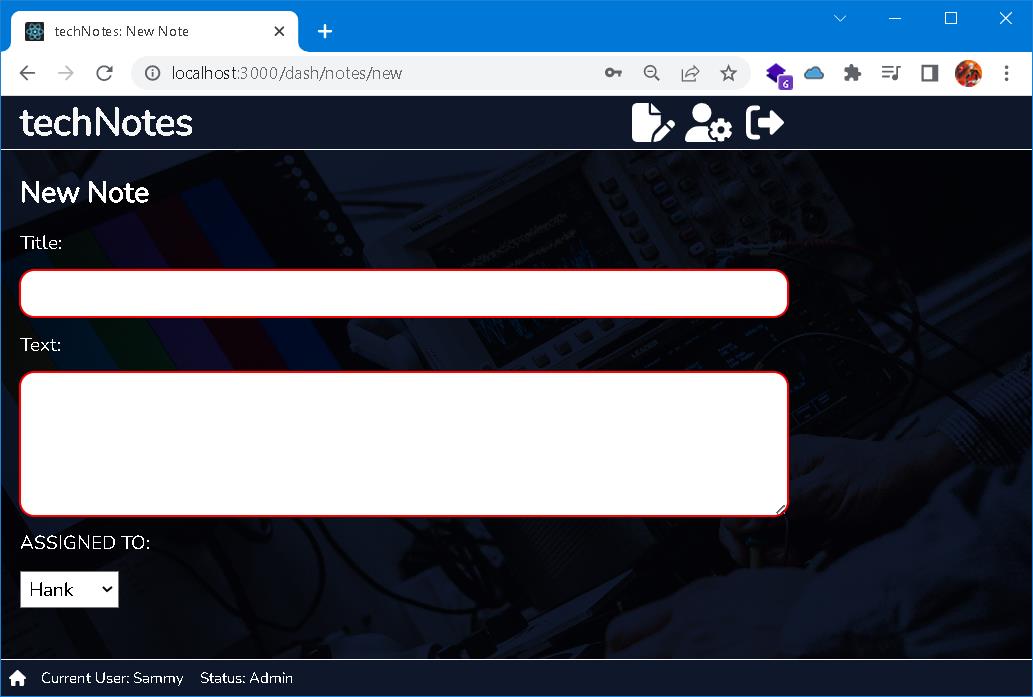 techNotes: New Note
localhost:3000/dash/notes/new
6
techNotes
New Note
Title:
LEADER
Text:
ASSIGNED TO:
Hank
Current User: Sammy Status: Admin